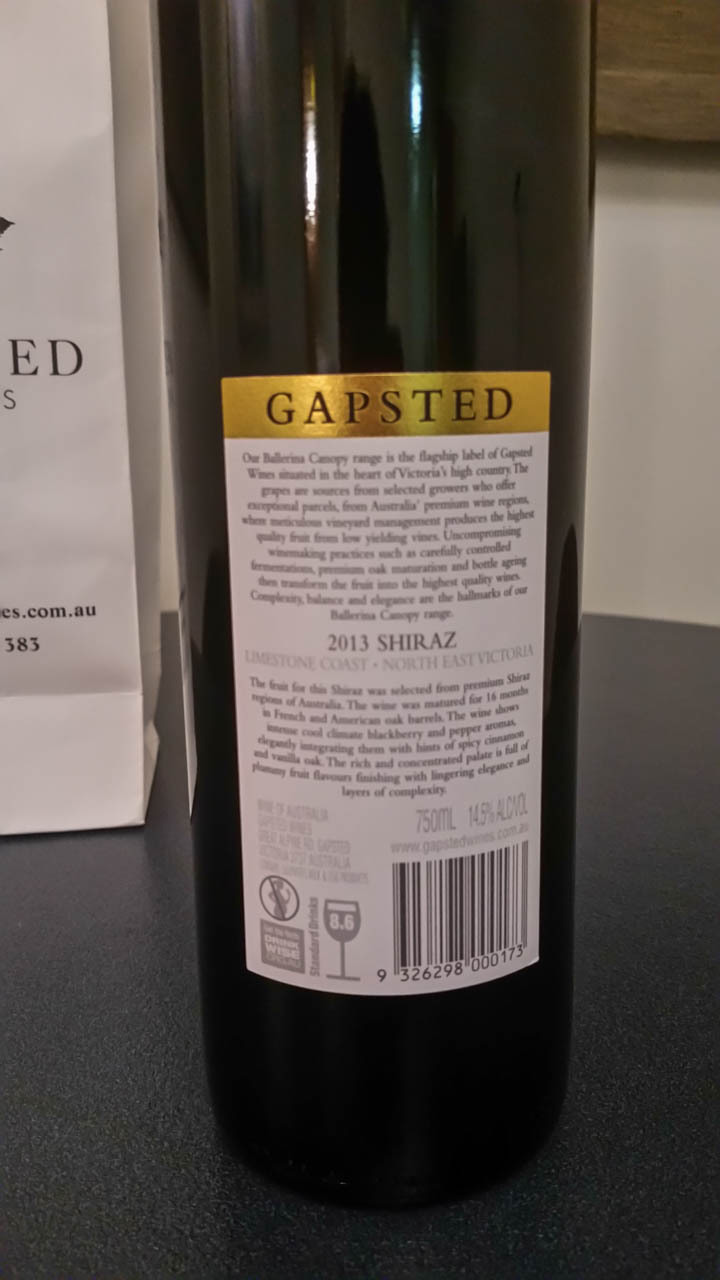 ED
S
es.com.au
383
GAPSTED
Our Ballerina Canopy range is the flagship label of Gapsted
Wines situated in the heart of Victoria's high country. The
grapes are sources from selected growers who offer
exceptional parcels, from Australia' premium wine regions,
where meticulous vineyard management produces the highest
quality fruit from low yielding vines. Uncompromising
winemaking practices such as carefully controlled
fermentations, premium oak maturation and bottle ageing
then transform the fruit into the highest quality wines.
Complexity, balance and elegance are the hallmarks of our
Ballerina Canopy range.
2013 SHIRAZ
LIMESTONE COAST • NORTH EAST VICTORIA
The fruit for this Shiraz was selected from premium Shiraz
regions of Australia. The wine was matured for 16 months
in French and American oak barrels. The wine shows
intense cool climate blackberry and pepper aromas,
elegantly integrating them with hints of spicy cinnamon
and vanilla oak. The rich and concentrated palate is full of
plummy fruit flavours finishing with lingering elegance and
layers of complexity.
WINE OF AUSTRALIA
GAPSTED WINES
GREAT ALPINE RD, GAPSTED
VICTORIA 3737 AUSTRALIA
750ML 14.5% ALC/VOL
www.gapstedwines.com.au
DRINK
WISE
Standard Drinks
8.6
9 326298 000173